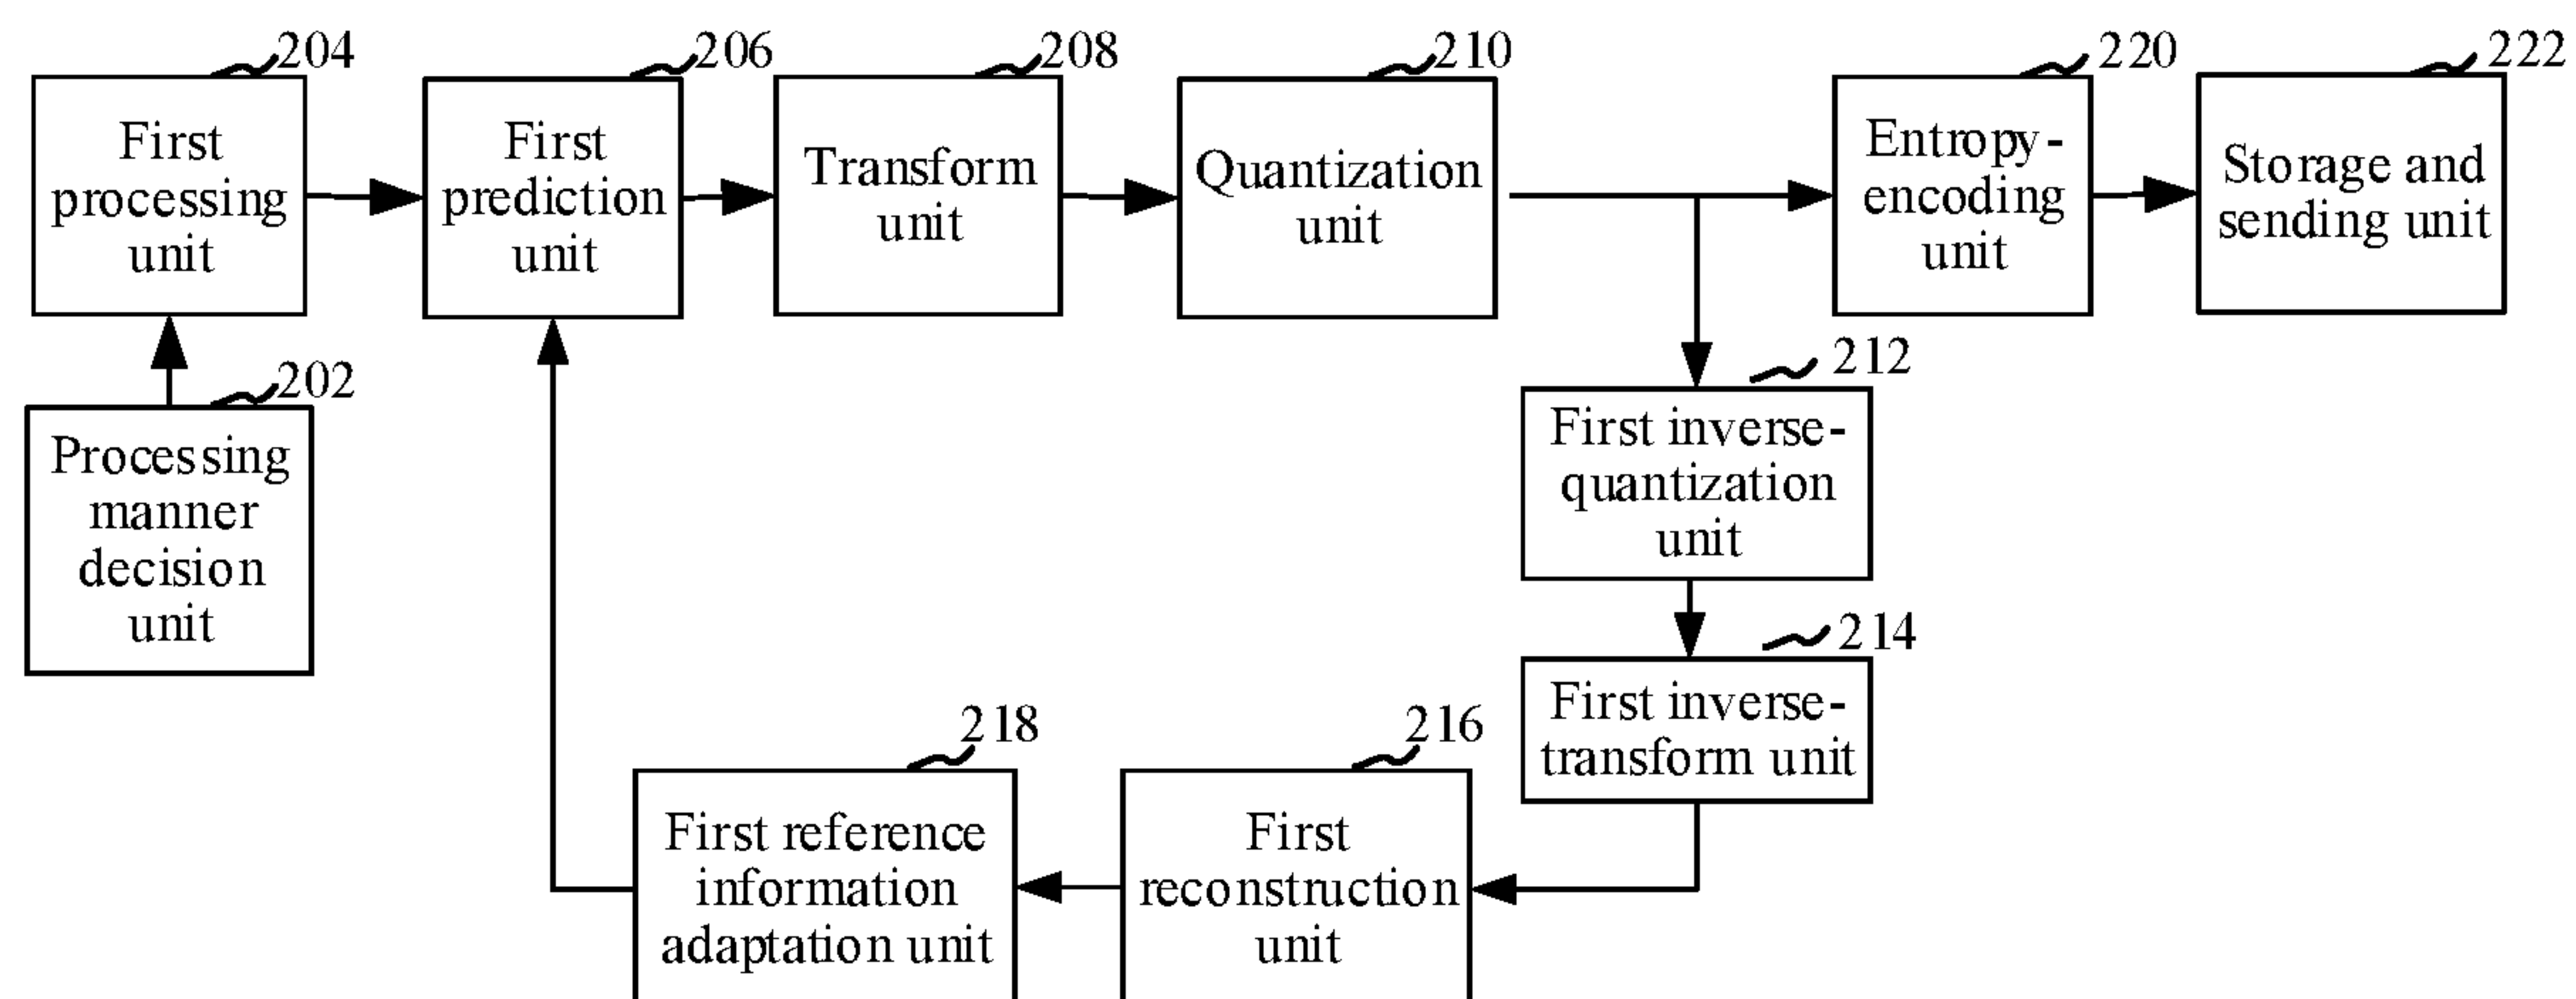 204
First
processing
unit
206
First
prediction
unit
208
Transform
unit
210
Quantization
unit
220
Entropy-
encoding
unit
222
Storage and
sending unit
202
Processing
manner
decision
unit
212
First inverse-
quantization
unit
214
First inverse-
transform unit
216
First
reconstruction
unit
218
First reference
information
adaptation unit